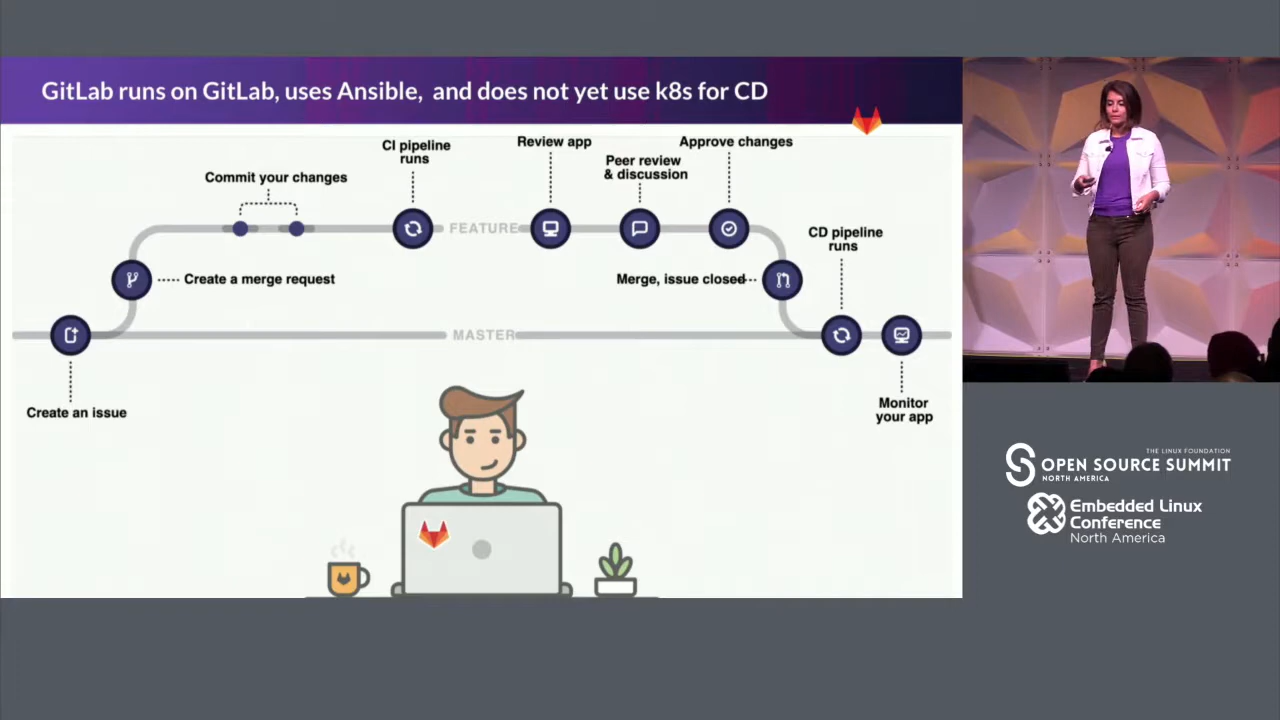 GitLab runs on GitLab, uses Ansible, and does not yet use k8s for CD
CI pipeline
runs
Review app
Approve changes
Peer review
& discussion
Commit your changes
FEATURE
CD pipeline
runs
Create a merge request
Merge, issue closed
MASTER
Create an issue
Monitor
your app
THE LINUX FOUNDATION
OPEN SOURCE SUMMIT
NORTH AMERICA
Embedded Linux
Conference
North America